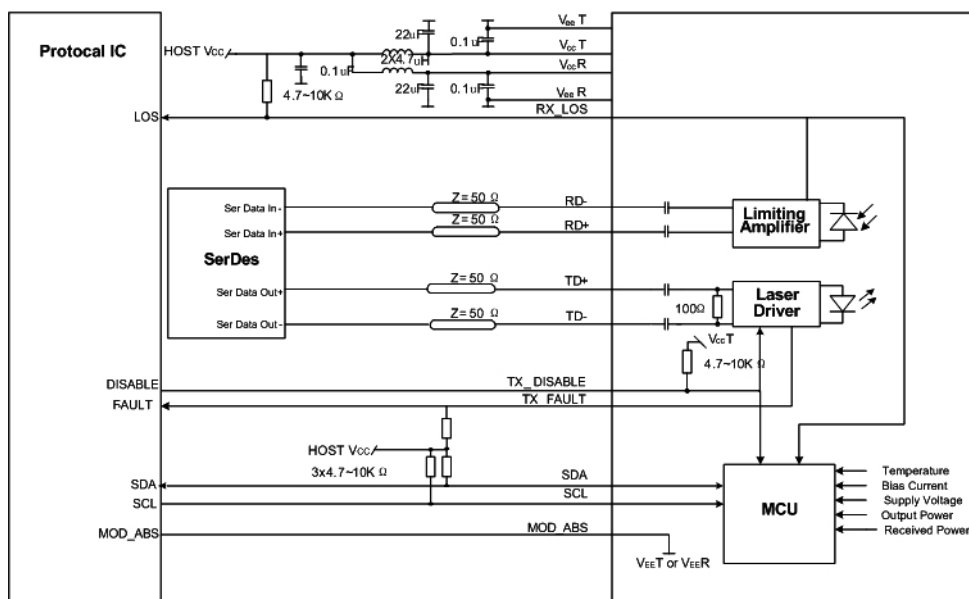 Protocal IC
HOST Vcc
22uF
0.1uF
VeeT
VccT
2X4.7uH
0.1uF
VccR
22uF
0.1uF
4.7~10K Ω
VeeR
RX_LOS
LOS
Z=50 Ω
Ser Data In-
RD-
Z=50 Ω
Limiting
Amplifier
Ser Data In+
RD+
SerDes
Z=50 Ω
Ser Data Out+
TD+
Laser
Driver
Z=50 Ω
100Ω
Ser Data Out-
TD-
VccT
4.7~10K Ω
DISABLE
TX_DISABLE
FAULT
TX_FAULT
HOST Vcc
3x4.7~10K Ω
SDA
SDA
SCL
SCL
MCU
Temperature
Bias Current
Supply Voltage
Output Power
Received Power
MOD_ABS
MOD_ABS
VEET or VEER